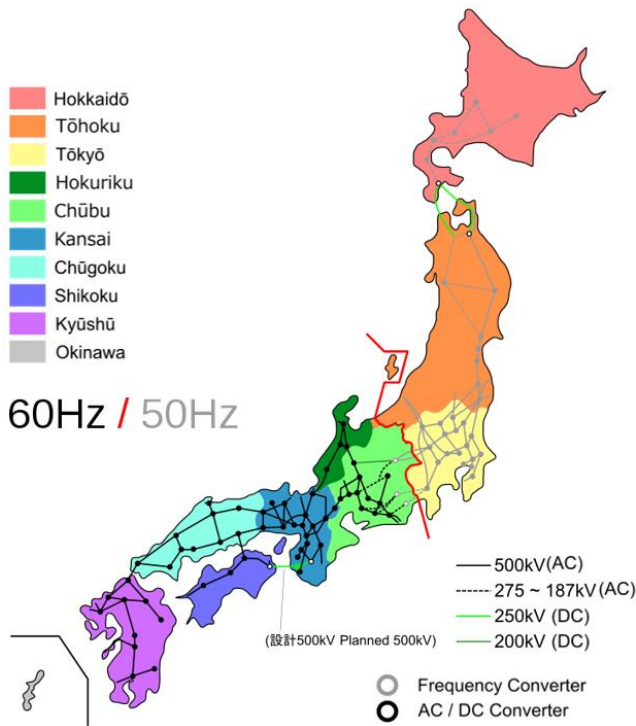 Hokkaidō
Tōhoku
Tōkyō
Hokuriku
Chūbu
Kansai
Chūgoku
Shikoku
Kyūshū
Okinawa
60Hz / 50Hz
500kV(AC)
275 ~ 187kV(AC)
250kV (DC)
200kV (DC)
(設計500kV Planned 500kV)
Frequency Converter
AC / DC Converter